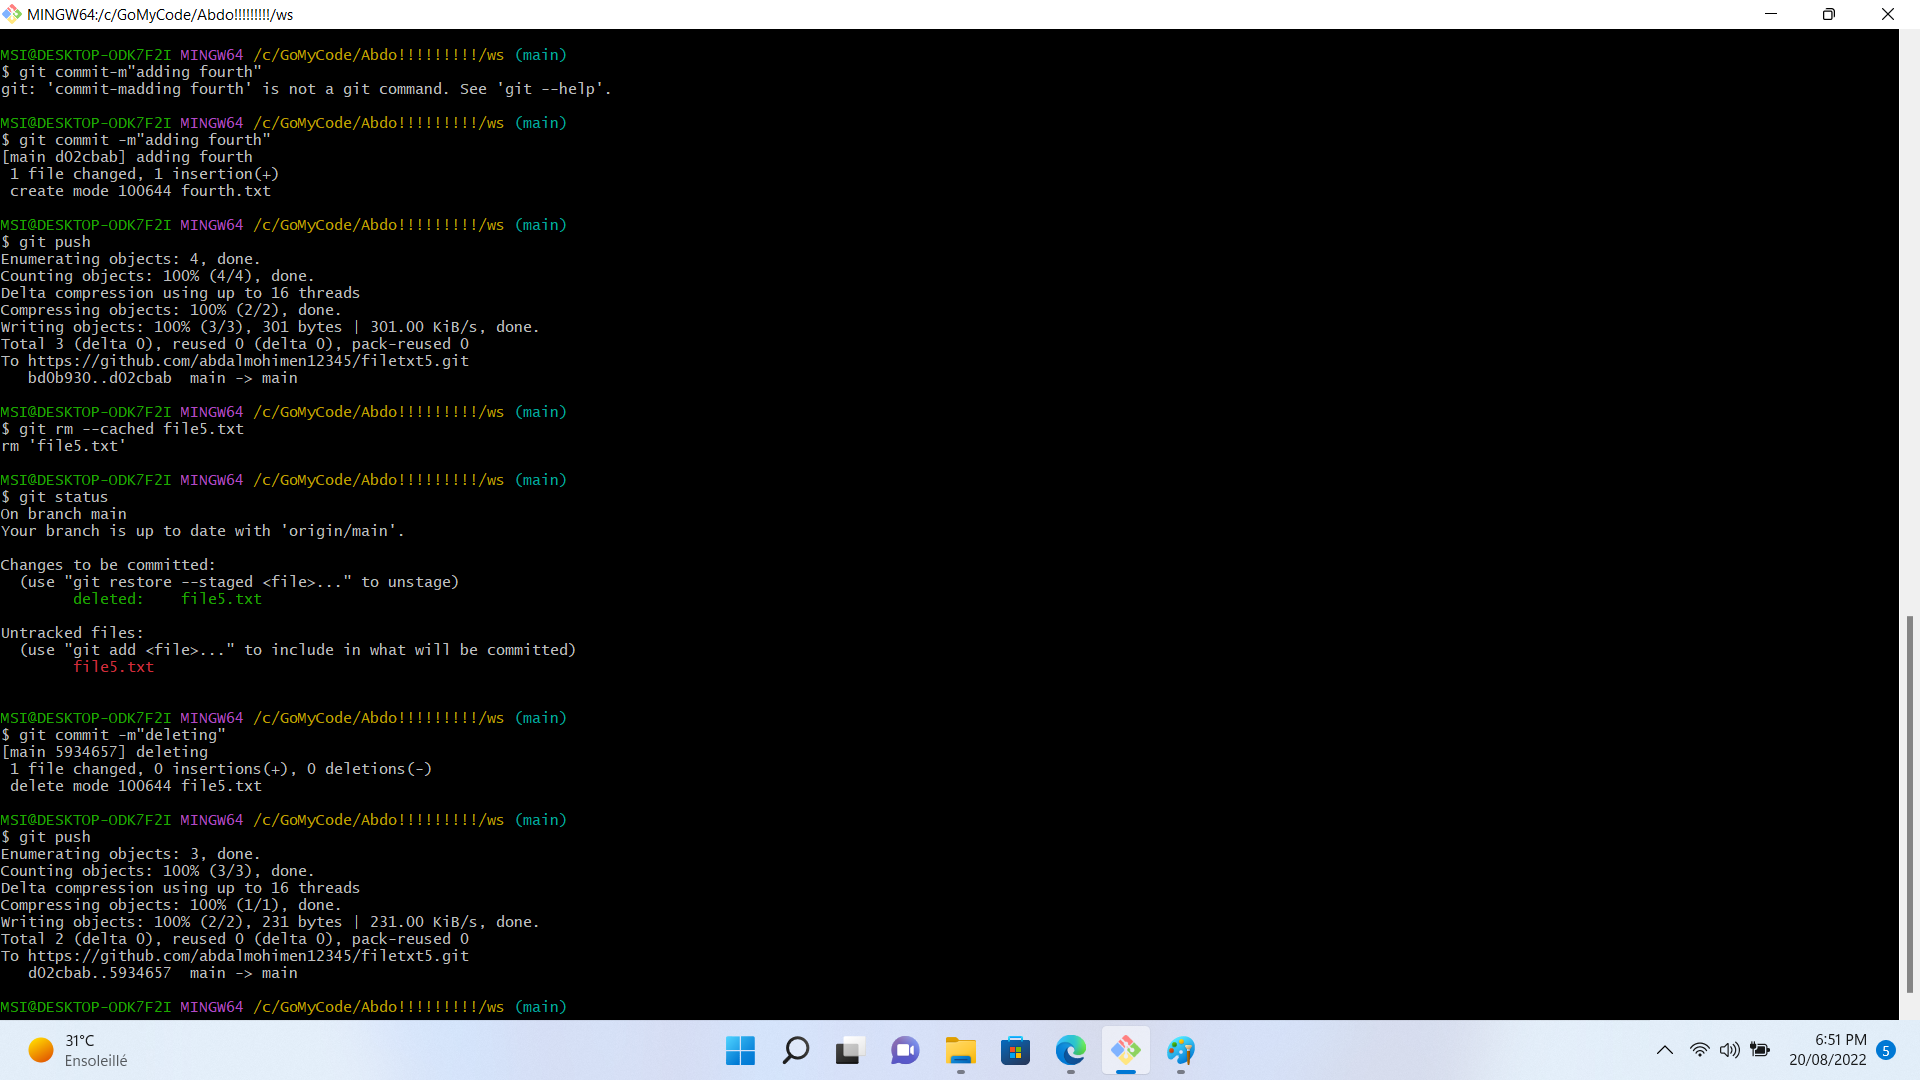 MINGW64:/c/GoMyCode/Abdo!!!!!!!!!/ws
MSI@DESKTOP-ODK7F2I MINGW64 /c/GoMyCode/Abdo!!!!!!!!!/ws (main)
$ git commit-m"adding fourth"
git: 'commit-madding fourth' is not a git command. See 'git --help'.
MSI@DESKTOP-ODK7F2I MINGW64 /c/GoMyCode/Abdo!!!!!!!!!/ws (main)
$ git commit -m"adding fourth"
[main d02cbab] adding fourth
 1 file changed, 1 insertion(+)
 create mode 100644 fourth.txt
MSI@DESKTOP-ODK7F2I MINGW64 /c/GoMyCode/Abdo!!!!!!!!!/ws (main)
$ git push
Enumerating objects: 4, done.
Counting objects: 100% (4/4), done.
Delta compression using up to 16 threads
Compressing objects: 100% (2/2), done.
Writing objects: 100% (3/3), 301 bytes | 301.00 KiB/s, done.
Total 3 (delta 0), reused 0 (delta 0), pack-reused 0
To https://github.com/abdalmohimen12345/filetxt5.git
   bd0b930..d02cbab  main -> main
MSI@DESKTOP-ODK7F2I MINGW64 /c/GoMyCode/Abdo!!!!!!!!!/ws (main)
$ git rm --cached file5.txt
rm 'file5.txt'
MSI@DESKTOP-ODK7F2I MINGW64 /c/GoMyCode/Abdo!!!!!!!!!/ws (main)
$ git status
On branch main
Your branch is up to date with 'origin/main'.
Changes to be committed:
  (use "git restore --staged <file>..." to unstage)
        deleted:    file5.txt
Untracked files:
  (use "git add <file>..." to include in what will be committed)
        file5.txt
MSI@DESKTOP-ODK7F2I MINGW64 /c/GoMyCode/Abdo!!!!!!!!!/ws (main)
$ git commit -m"deleting"
[main 5934657] deleting
 1 file changed, 0 insertions(+), 0 deletions(-)
 delete mode 100644 file5.txt
MSI@DESKTOP-ODK7F2I MINGW64 /c/GoMyCode/Abdo!!!!!!!!!/ws (main)
$ git push
Enumerating objects: 3, done.
Counting objects: 100% (3/3), done.
Delta compression using up to 16 threads
Compressing objects: 100% (1/1), done.
Writing objects: 100% (2/2), 231 bytes | 231.00 KiB/s, done.
Total 2 (delta 0), reused 0 (delta 0), pack-reused 0
To https://github.com/abdalmohimen12345/filetxt5.git
   d02cbab..5934657  main -> main
MSI@DESKTOP-ODK7F2I MINGW64 /c/GoMyCode/Abdo!!!!!!!!!/ws (main)
31°C
Ensoleillé
6:51 PM
20/08/2022
5